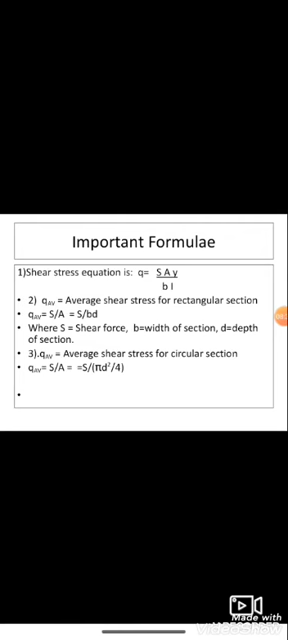 Important Formulae
1)Shear stress equation is: q= S A y
b I
• 2) qAV = Average shear stress for rectangular section
• qAV= S/A = S/bd
• Where S = Shear force, b=width of section, d=depth
of section.
• 3).qAV = Average shear stress for circular section
• qAV= S/A = =S/(πd²/4)
•
Made with